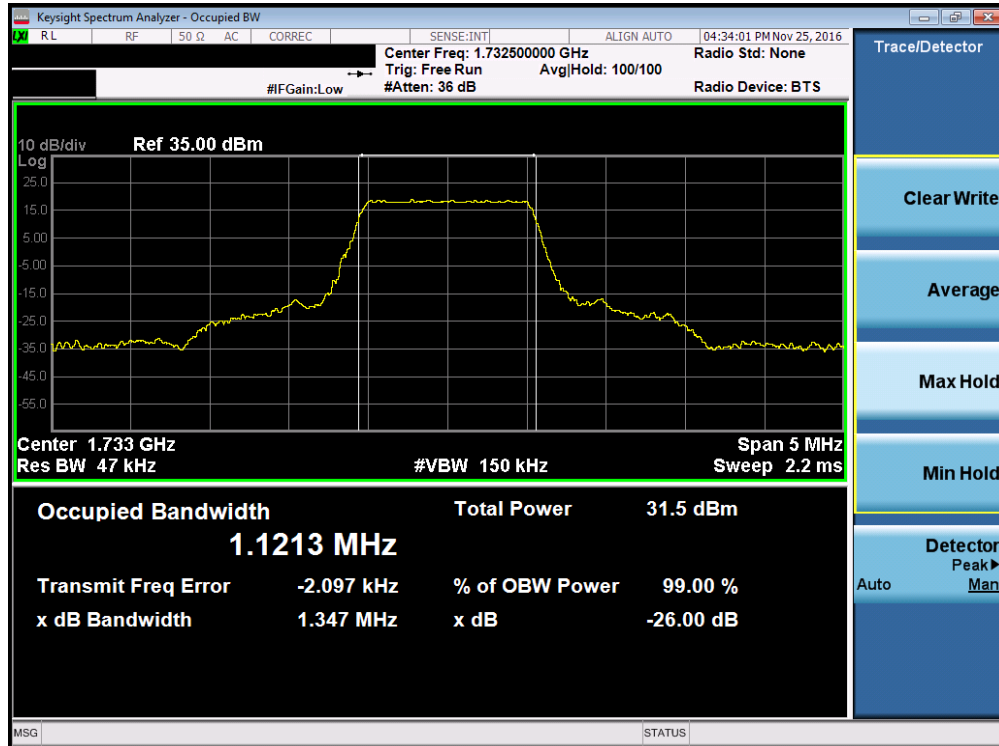 Keysight Spectrum Analyzer - Occupied BW
LXI RL RF 50 Ω AC CORREC SENSE:INT ALIGN AUTO 04:34:01 PM Nov 25, 2016
Center Freq: 1.732500000 GHz Radio Std: None
Trig: Free Run Avg|Hold: 100/100
#IFGain:Low #Atten: 36 dB Radio Device: BTS
Trace/Detector
10 dB/div Ref 35.00 dBm
Log
25.0
15.0
5.00
-5.00
-15.0
-25.0
-35.0
-45.0
-55.0
Center 1.733 GHz Span 5 MHz
Res BW 47 kHz #VBW 150 kHz Sweep 2.2 ms
Occupied Bandwidth Total Power 31.5 dBm
1.1213 MHz
Transmit Freq Error -2.097 kHz % of OBW Power 99.00 %
x dB Bandwidth 1.347 MHz x dB -26.00 dB
Clear Write
Average
Max Hold
Min Hold
Detector
Peak▶
Auto Man
MSG STATUS